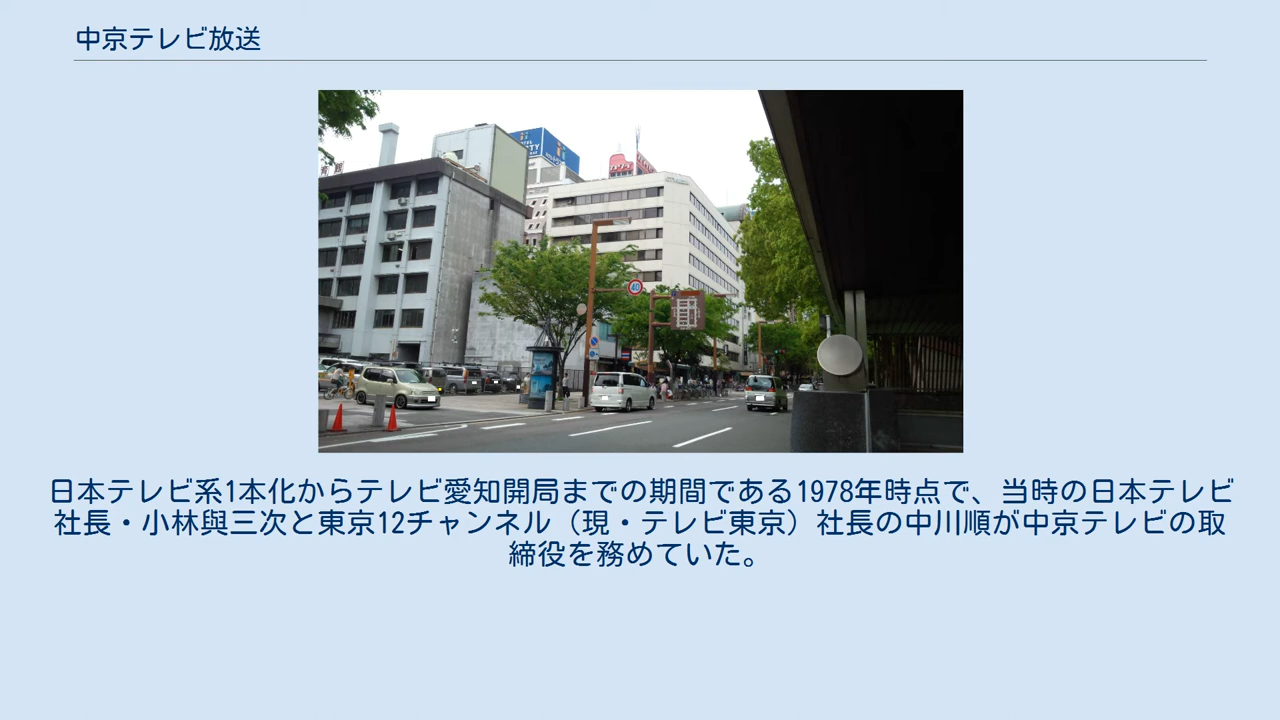 中京テレビ放送
40
日本テレビ系1本化からテレビ愛知開局までの期間である1978年時点で、当時の日本テレビ
社長・小林與三次と東京12チャンネル（現・テレビ東京）社長の中川順が中京テレビの取
締役を務めていた。